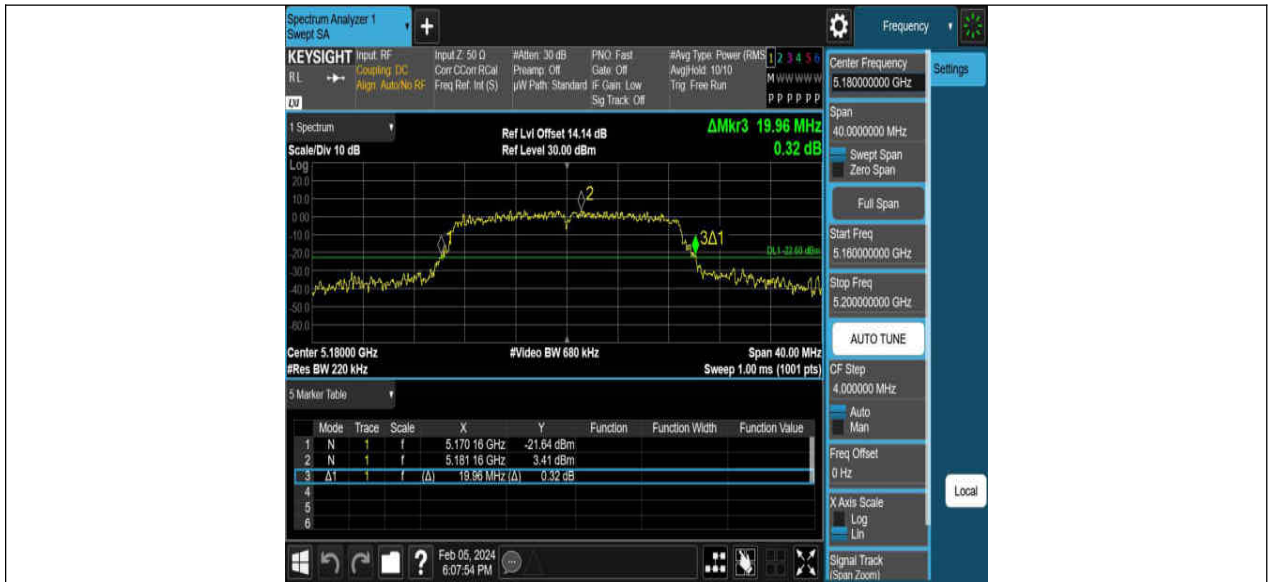 Spectrum Analyzer 1
Swept SA
+
Frequency
KEYSIGHT
RL
LXI
Input: RF
Coupling: DC
Align: Auto/No RF
Input Z: 50 Ω
Corr CCorr RCal
Freq Ref: Int (S)
#Atten: 30 dB
Preamp: Off
µW Path: Standard
PNO: Fast
Gate: Off
IF Gain: Low
Sig Track: Off
#Avg Type: Power (RMS
Avg|Hold: 10/10
Trig: Free Run
1 2 3 4 5 6
M W W W W W
P P P P P P
1 Spectrum
Scale/Div 10 dB
Ref Lvl Offset 14.14 dB
Ref Level 30.00 dBm
ΔMkr3 19.96 MHz
0.32 dB
Log
20.0
10.0
0.00
-10.0
-20.0
-30.0
-40.0
-50.0
-60.0
1
2
3Δ1
DL1 -22.60 dBm
Center 5.18000 GHz
#Res BW 220 kHz
#Video BW 680 kHz
Span 40.00 MHz
Sweep 1.00 ms (1001 pts)
5 Marker Table
Mode Trace Scale X Y Function Function Width Function Value
1 N 1 f 5.170 16 GHz -21.64 dBm
2 N 1 f 5.181 16 GHz 3.41 dBm
3 Δ1 1 f (Δ) 19.96 MHz (Δ) 0.32 dB
4
5
6
?
Feb 05, 2024
6:07:54 PM
Center Frequency
5.180000000 GHz
Settings
Span
40.0000000 MHz
Swept Span
Zero Span
Full Span
Start Freq
5.160000000 GHz
Stop Freq
5.200000000 GHz
AUTO TUNE
CF Step
4.000000 MHz
Auto
Man
Freq Offset
0 Hz
X Axis Scale
Log
Lin
Local
Signal Track
(Span Zoom)